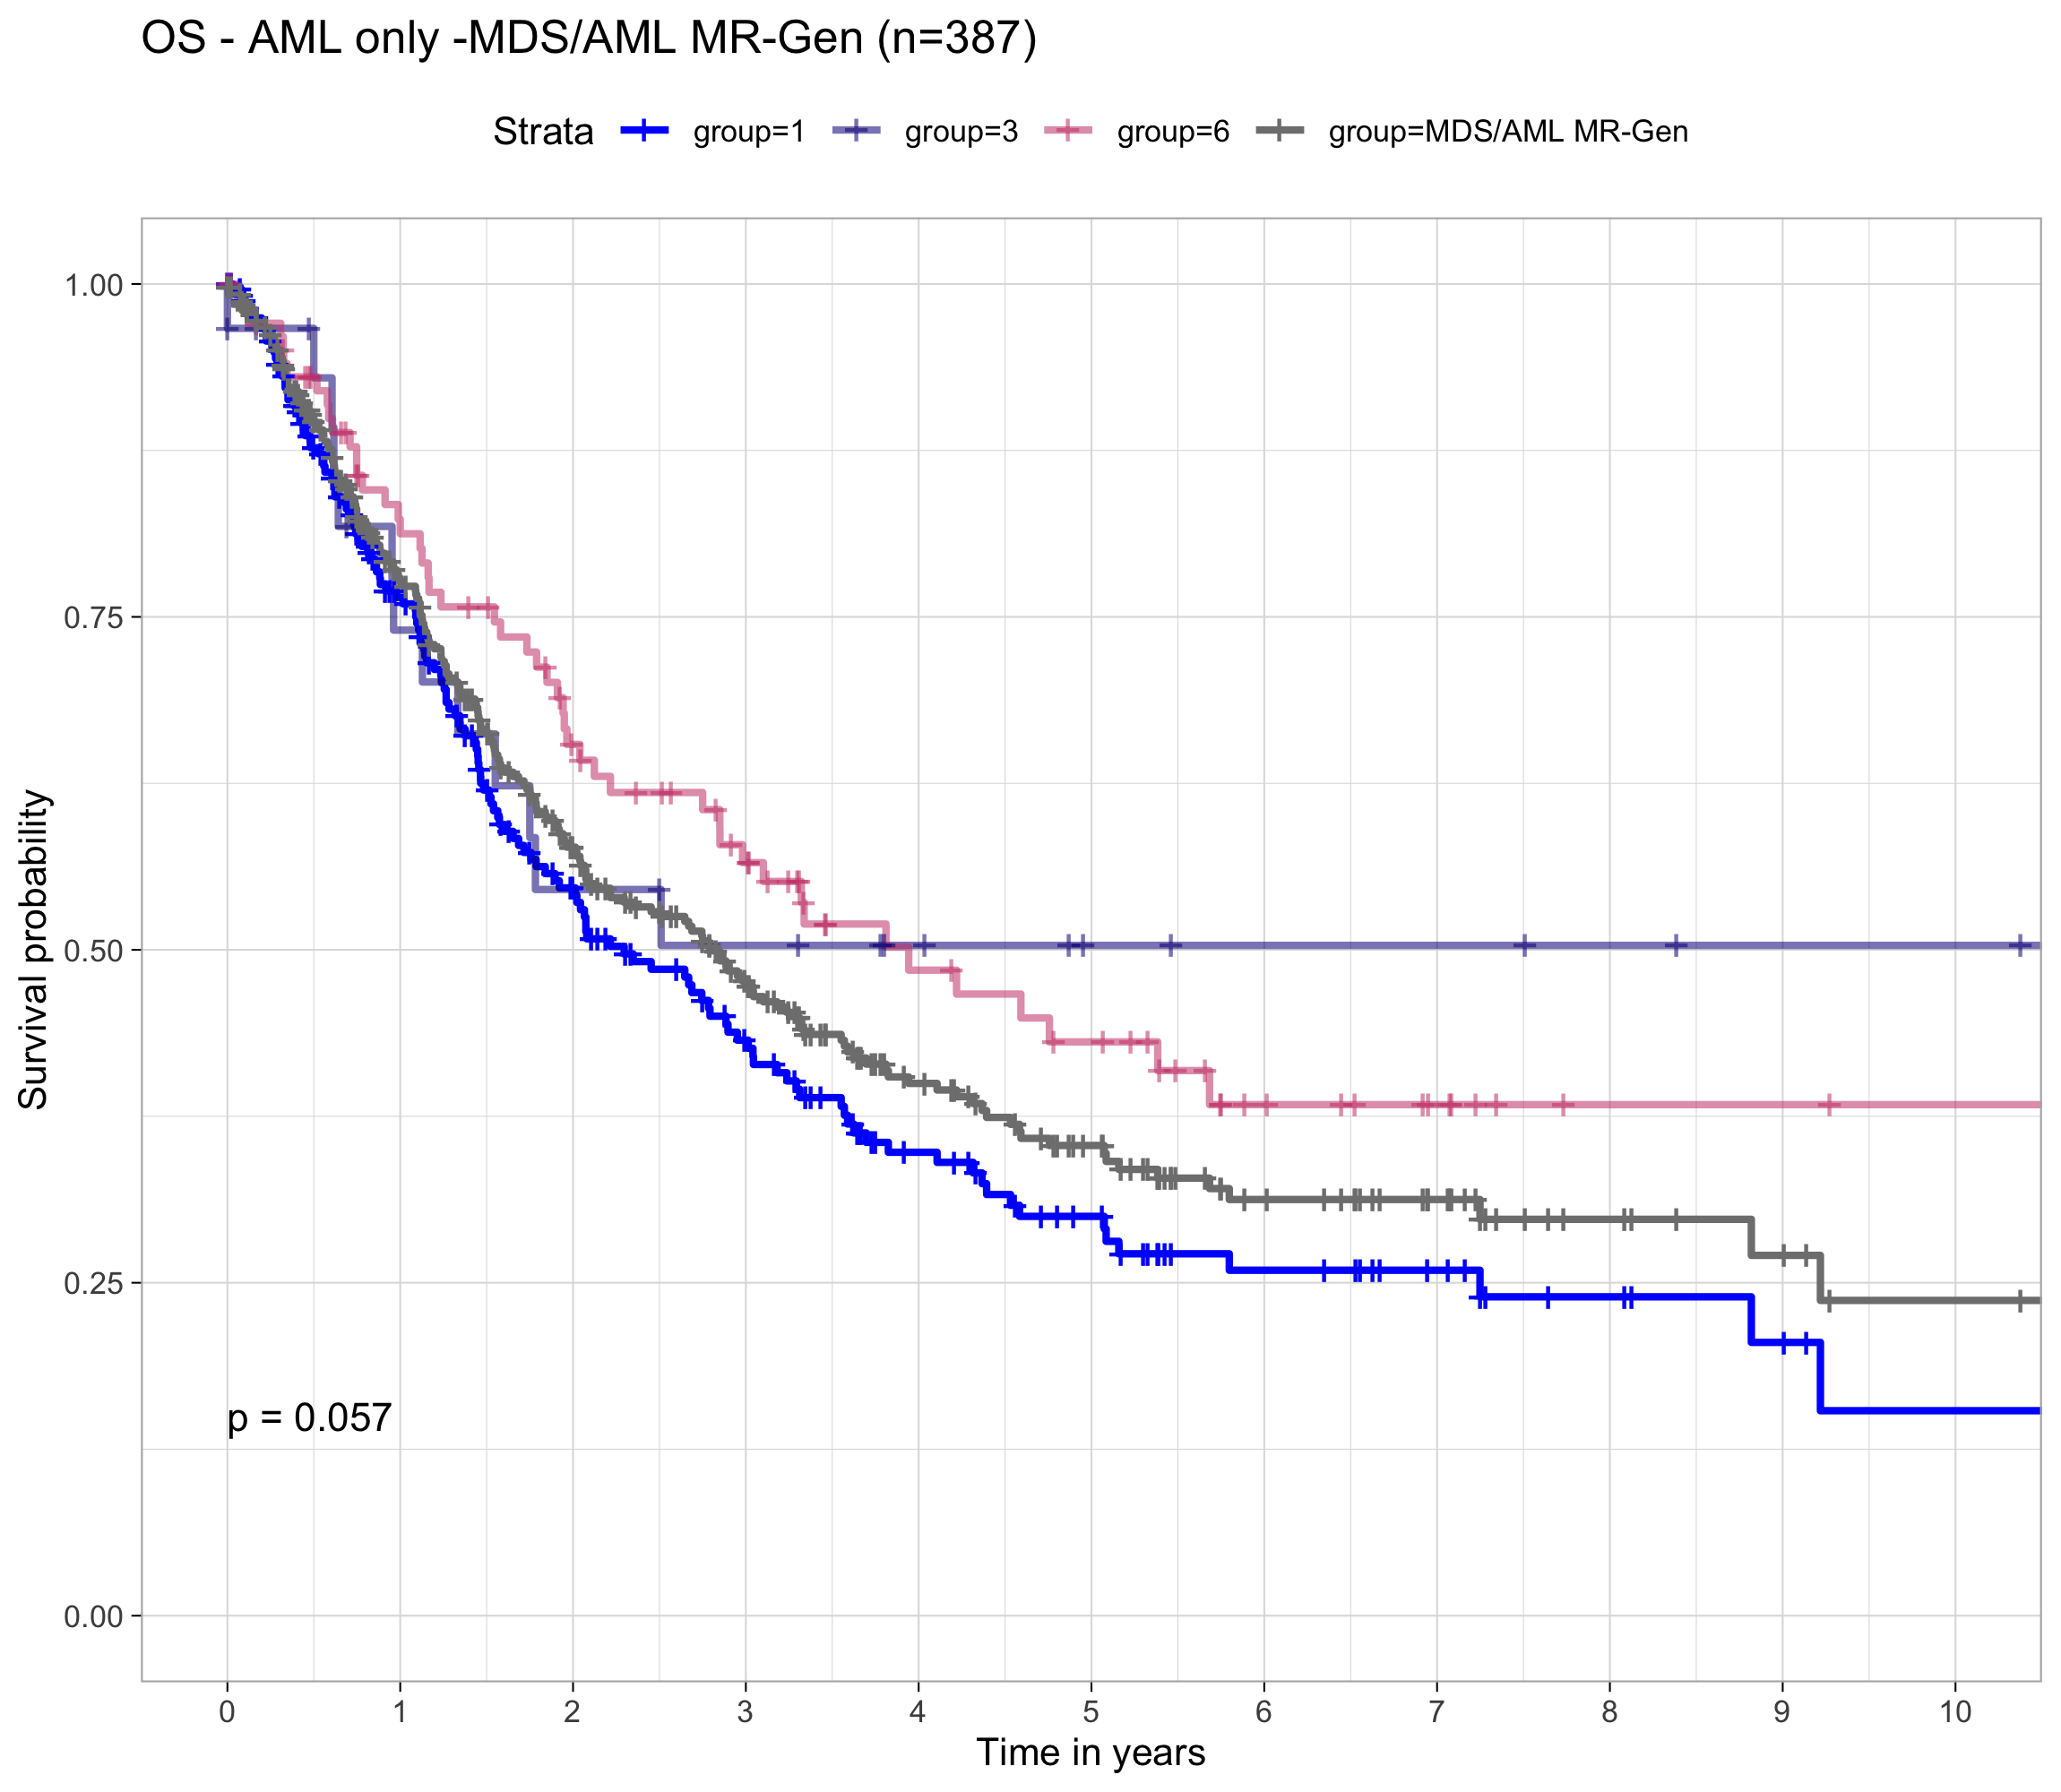 OS - AML only -MDS/AML MR-Gen (n=387)
Strata group=1 group=3 group=6 group=MDS/AML MR-Gen
1.00
0.75
0.50
0.25
0.00
Survival probability
p = 0.057
0 1 2 3 4 5 6 7 8 9 10
Time in years